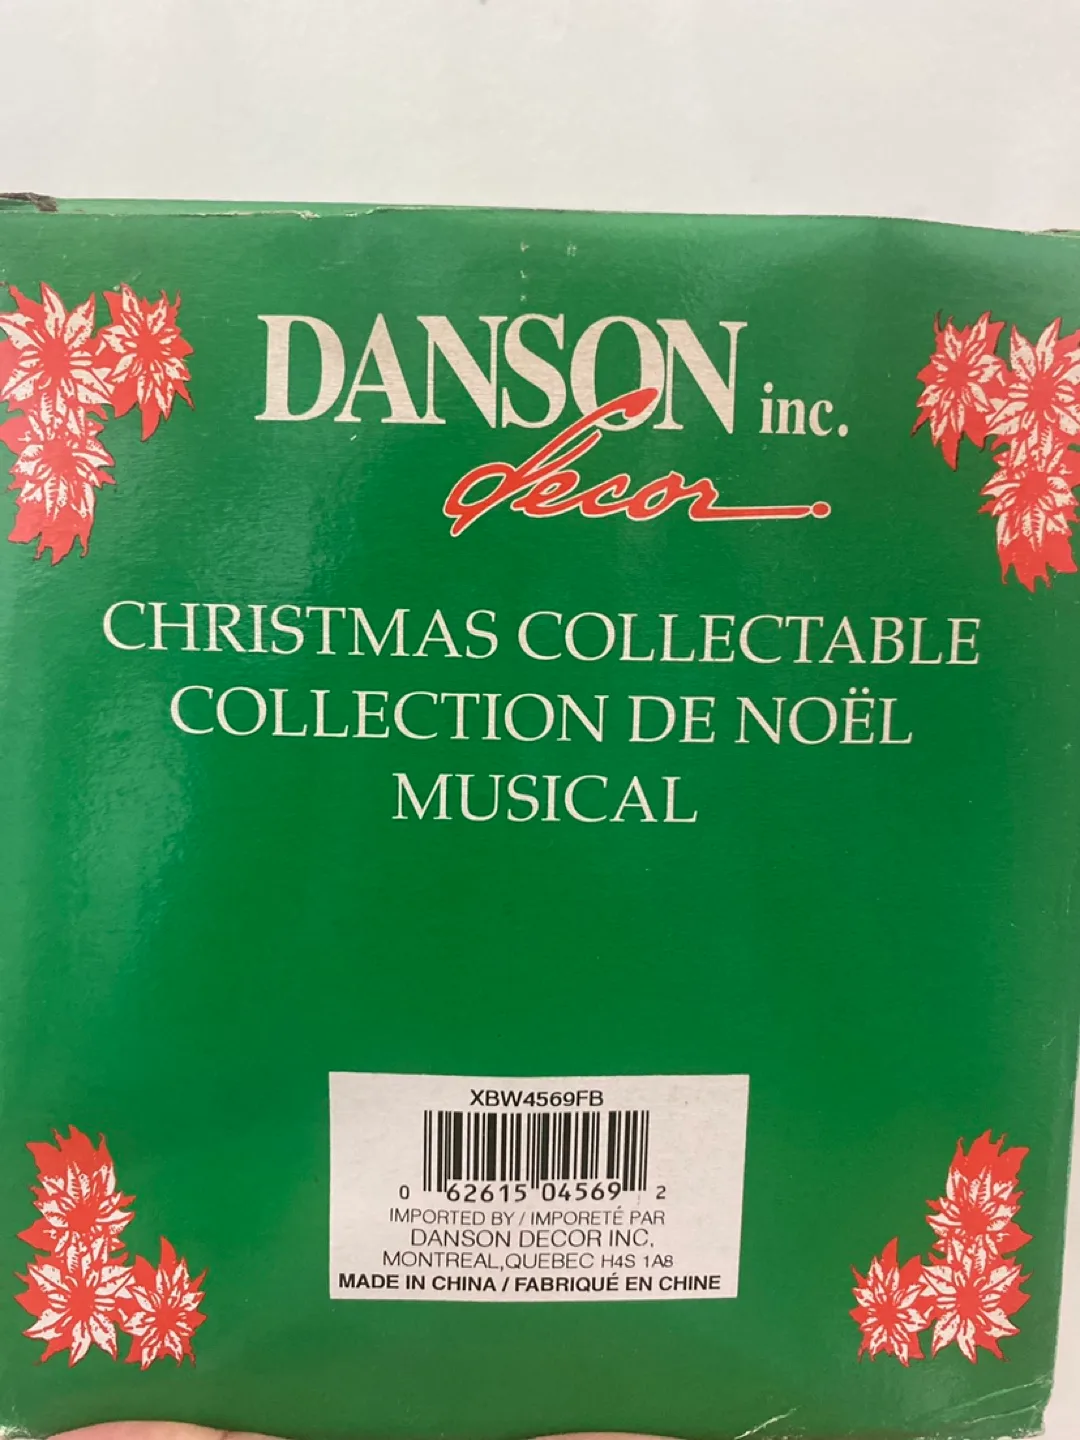 DANSON inc.
decor.
CHRISTMAS COLLECTABLE
COLLECTION DE NOËL
MUSICAL
XBW4569FB
0 62615 04569 2
IMPORTED BY / IMPORETÉ PAR
DANSON DECOR INC,
MONTREAL,QUEBEC H4S 1A8
MADE IN CHINA / FABRIQUÉ EN CHINE